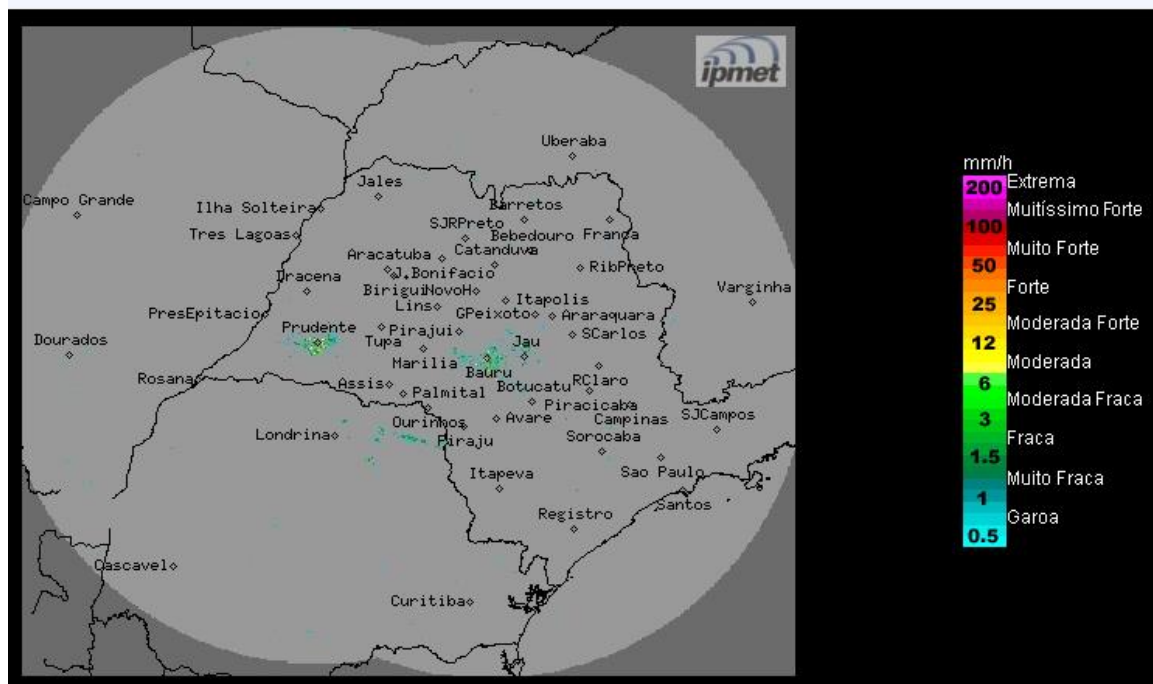 ipmet
Uberaba
Jales
Campo Grande
Ilha Solteira
Barretos
SJRPreto
Tres Lagoas
Bebedouro
Franca
Aracatuba
Catanduva
Dracena
J.Bonifacio
RibPreto
Birigui
NovoH
Varginha
Lins
Itapolis
PresEpitacio
GPeixoto
Araraquara
Prudente
Pirajui
SCarlos
Dourados
Tupa
Jau
Marilia
Bauru
Rosana
Assis
Botucatu
RClaro
Palmital
Piracicaba
Ourinhos
Avare
Campinas
SJCampos
Londrina
Piraju
Sorocaba
Itapeva
Sao Paulo
Santos
Registro
Cascavel
Curitiba
mm/h
200 Extrema
Muitíssimo Forte
100
Muito Forte
50
Forte
25
Moderada Forte
12
Moderada
6
Moderada Fraca
3
Fraca
1.5
Muito Fraca
1
Garoa
0.5